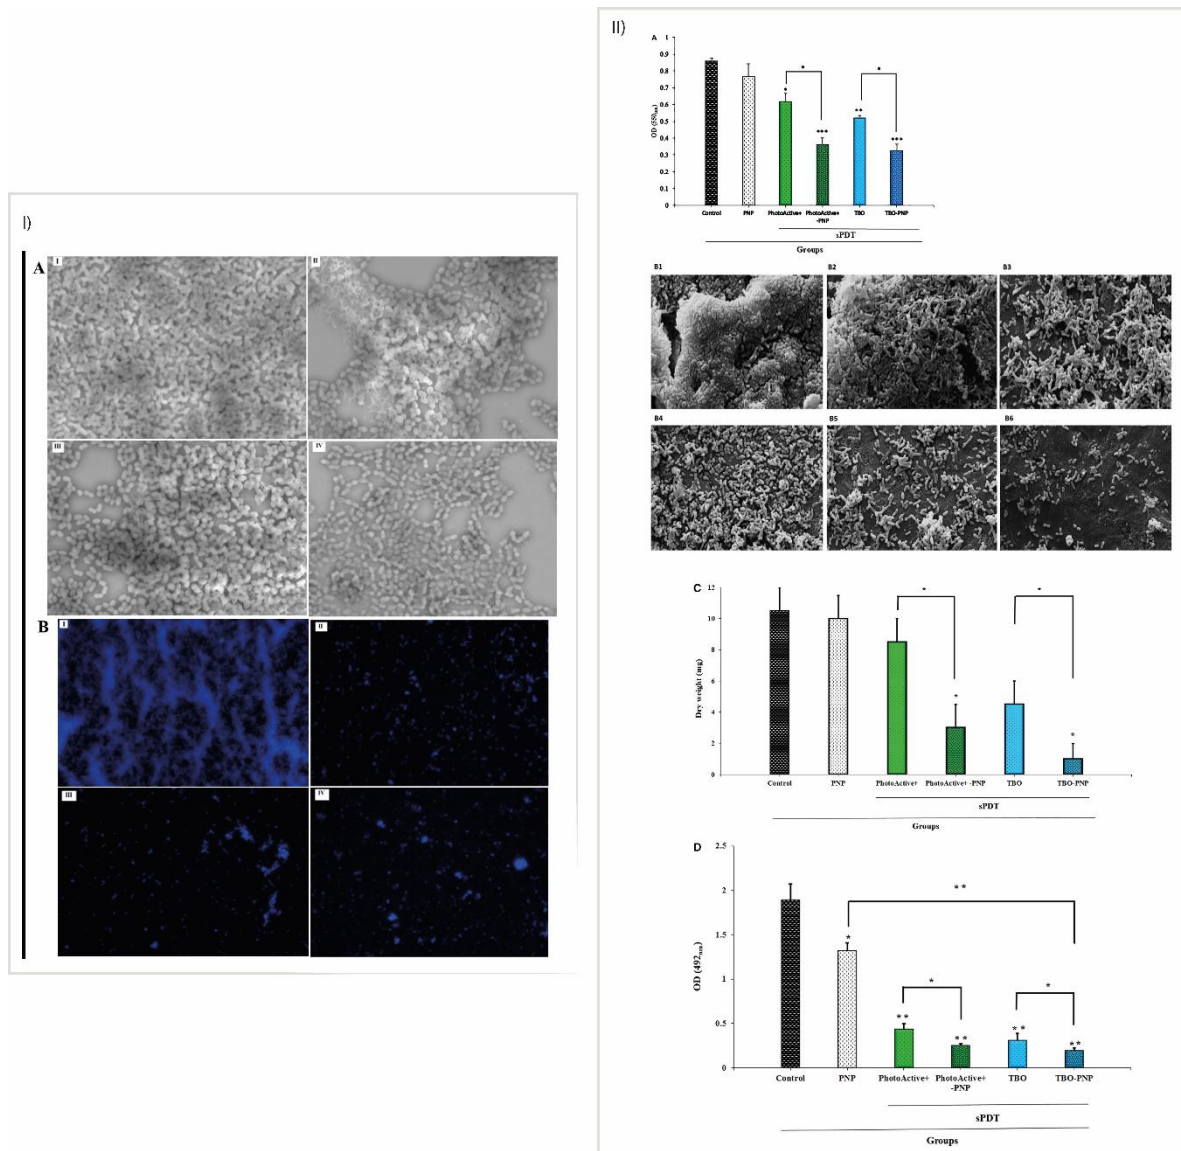 I)
A
I
II
III
IV
B
I
II
III
IV
II)
A
1
0.9
0.8
0.7
0.6
0.5
0.4
0.3
0.2
0.1
0
OD (550nm)
*
*
*
***
**
***
Control
PNP
PhotoActive+
PhotoActive+
-PNP
TBO
TBO-PNP
sPDT
Groups
B1
B2
B3
B4
B5
B6
C
12
10
8
6
4
2
0
Dry weight (mg)
*
*
*
*
Control
PNP
PhotoActive+
PhotoActive+ -PNP
TBO
TBO-PNP
sPDT
Groups
D
2.5
2
1.5
1
0.5
0
OD (492nm)
**
*
*
*
**
**
**
**
Control
PNP
PhotoActive+
PhotoActive+
-PNP
TBO
TBO-PNP
sPDT
Groups